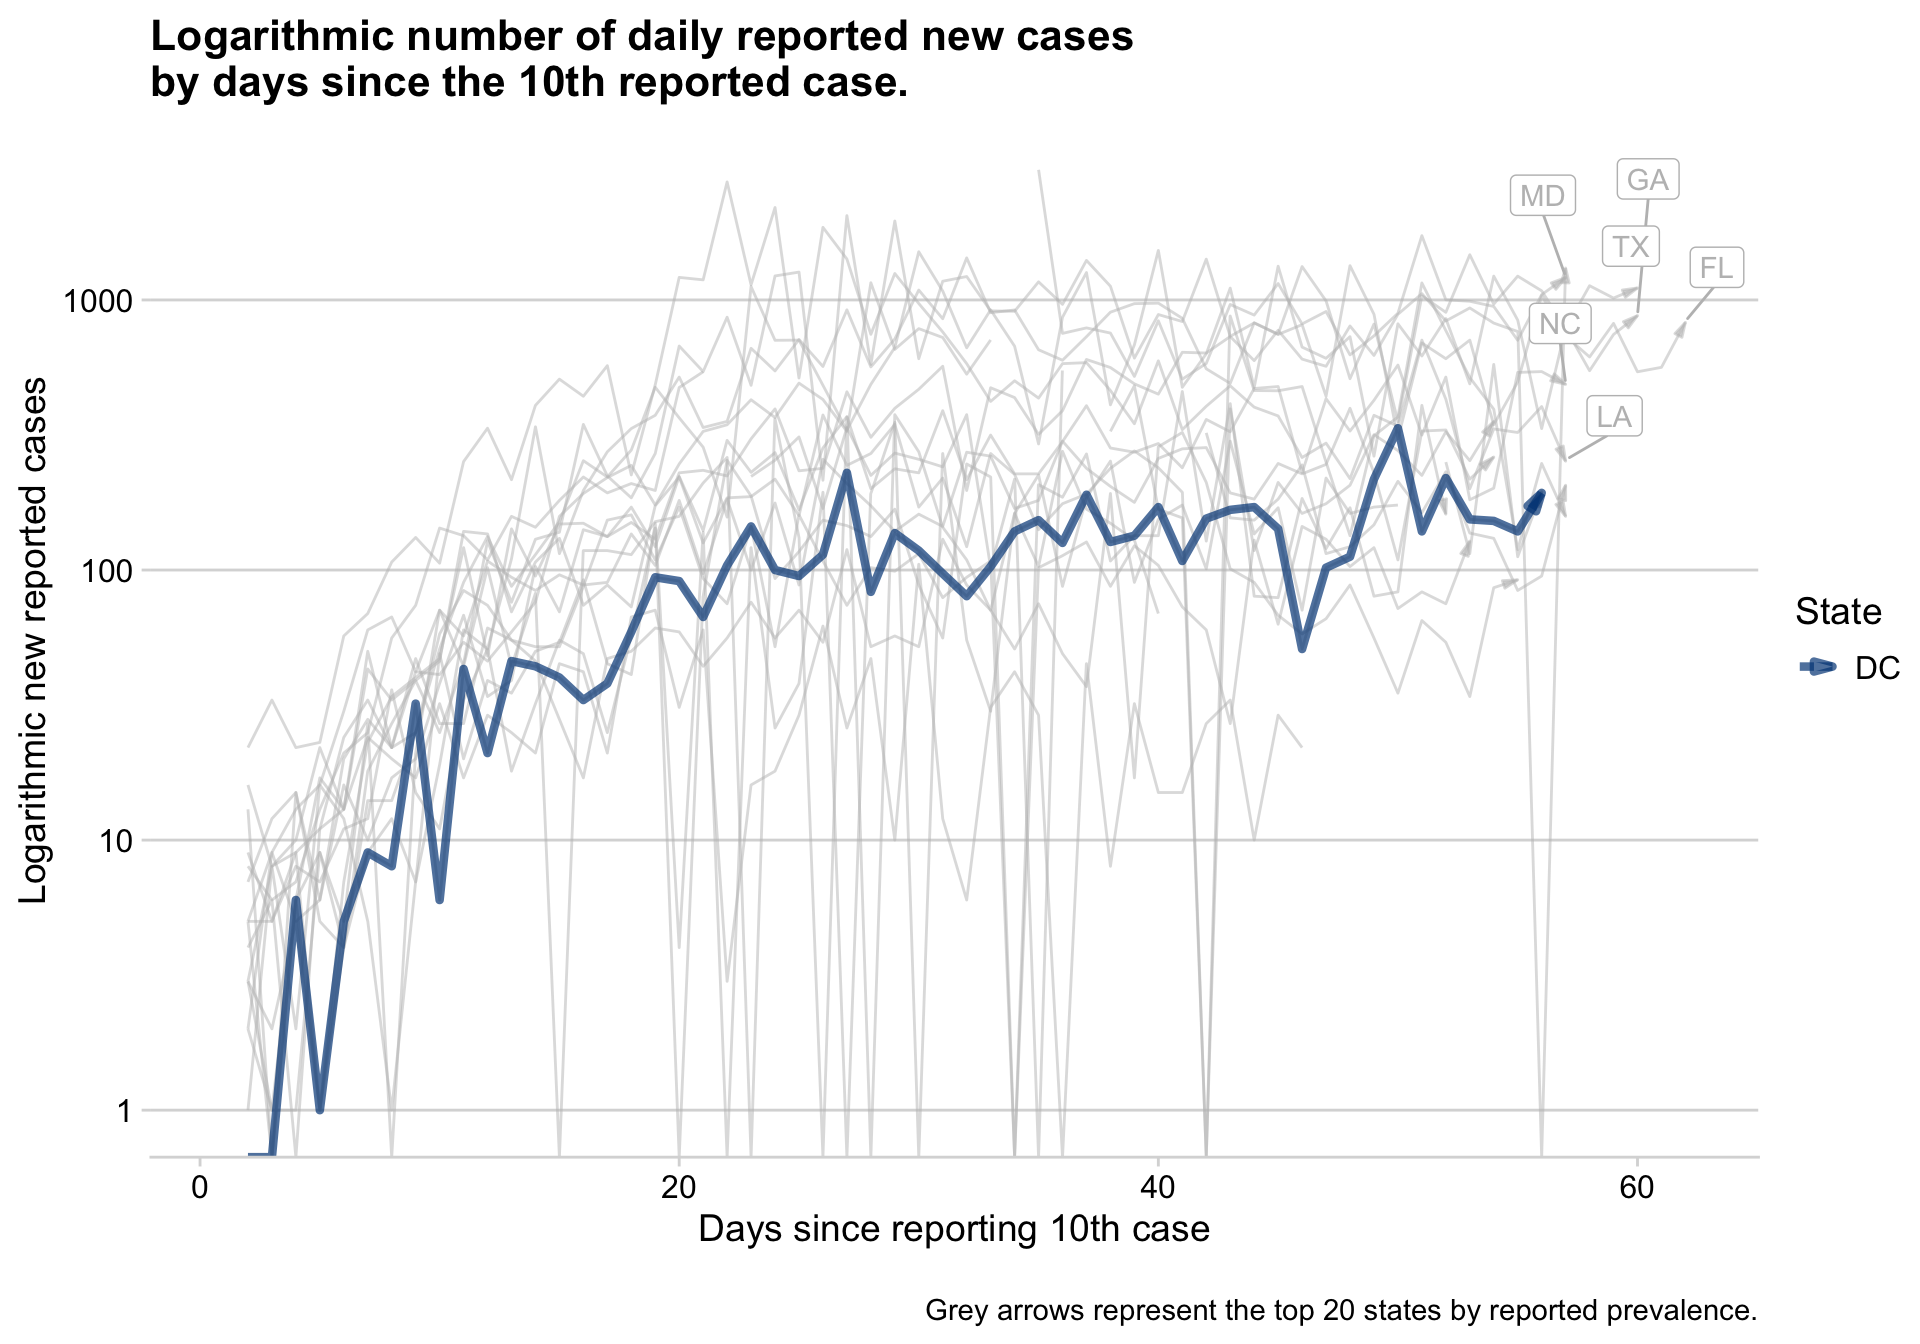 Logarithmic number of daily reported new cases
by days since the 10th reported case.
Logarithmic new reported cases
1000
100
10
1
MD
GA
TX
FL
NC
LA
State
DC
0
20
40
60
Days since reporting 10th case
Grey arrows represent the top 20 states by reported prevalence.